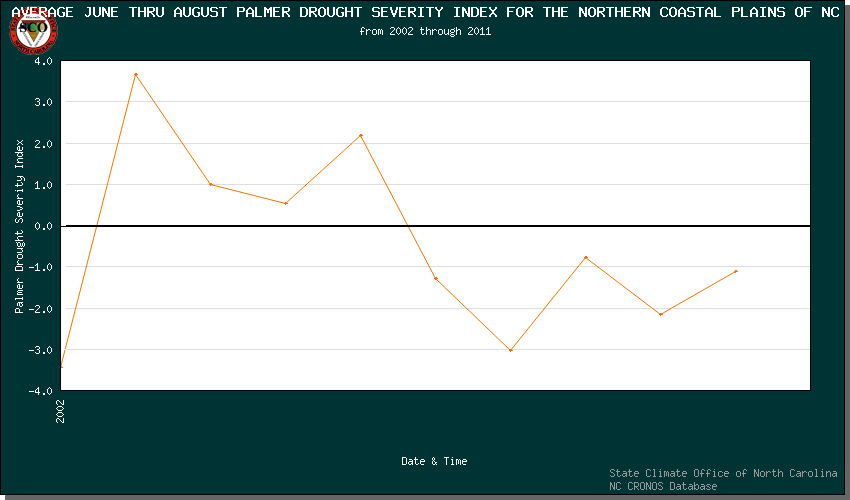 AVERAGE JUNE THRU AUGUST PALMER DROUGHT SEVERITY INDEX FOR THE NORTHERN COASTAL PLAINS OF NC
from 2002 through 2011
SCO
4.0
3.0
2.0
1.0
0.0
-1.0
-2.0
-3.0
-4.0
Palmer Drought Severity Index
2002
Date & Time
State Climate Office of North Carolina
NC CRONOS Database